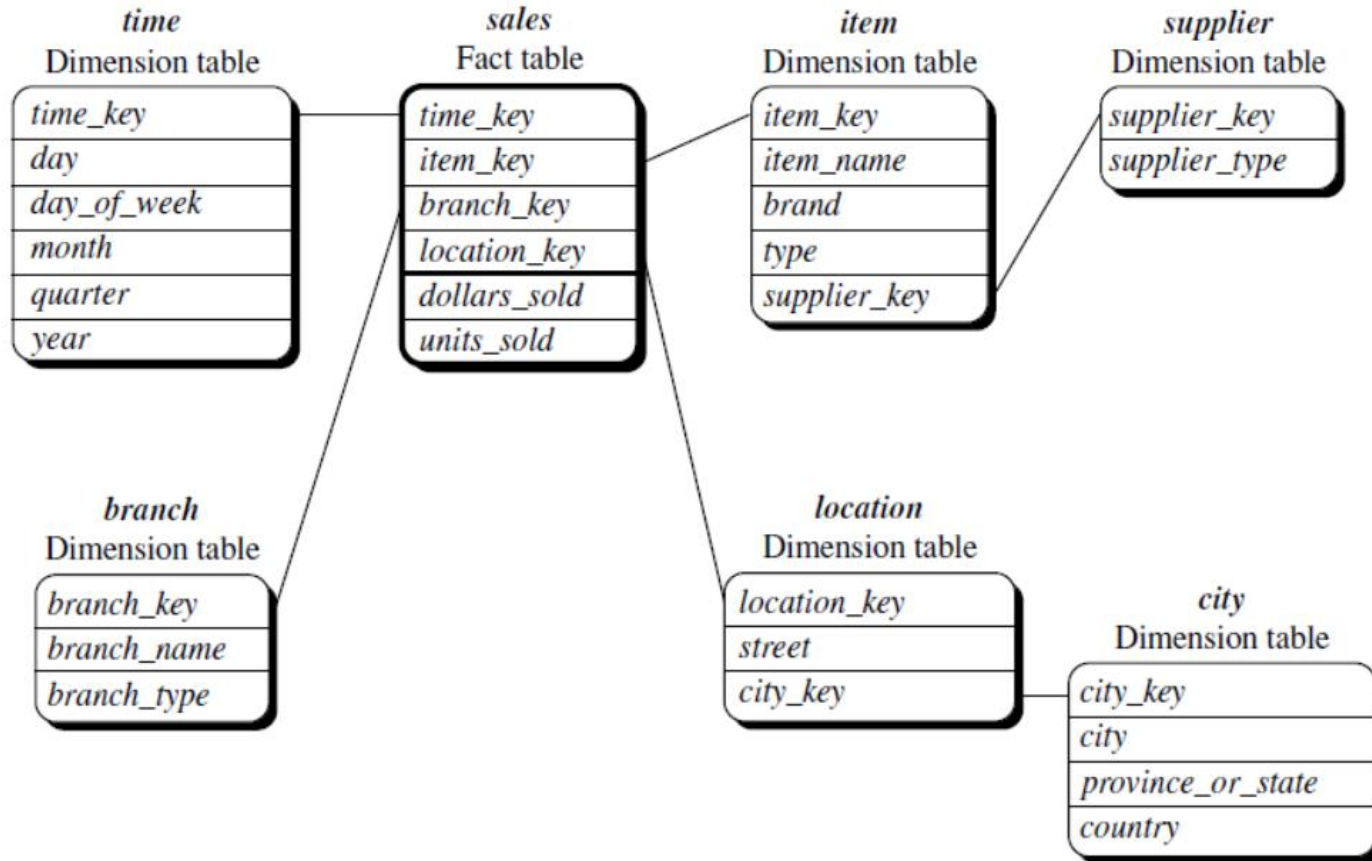 time
Dimension table
time_key
day
day_of_week
month
quarter
year
sales
Fact table
time_key
item_key
branch_key
location_key
dollars_sold
units_sold
item
Dimension table
item_key
item_name
brand
type
supplier_key
supplier
Dimension table
supplier_key
supplier_type
branch
Dimension table
branch_key
branch_name
branch_type
location
Dimension table
location_key
street
city_key
city
Dimension table
city_key
city
province_or_state
country